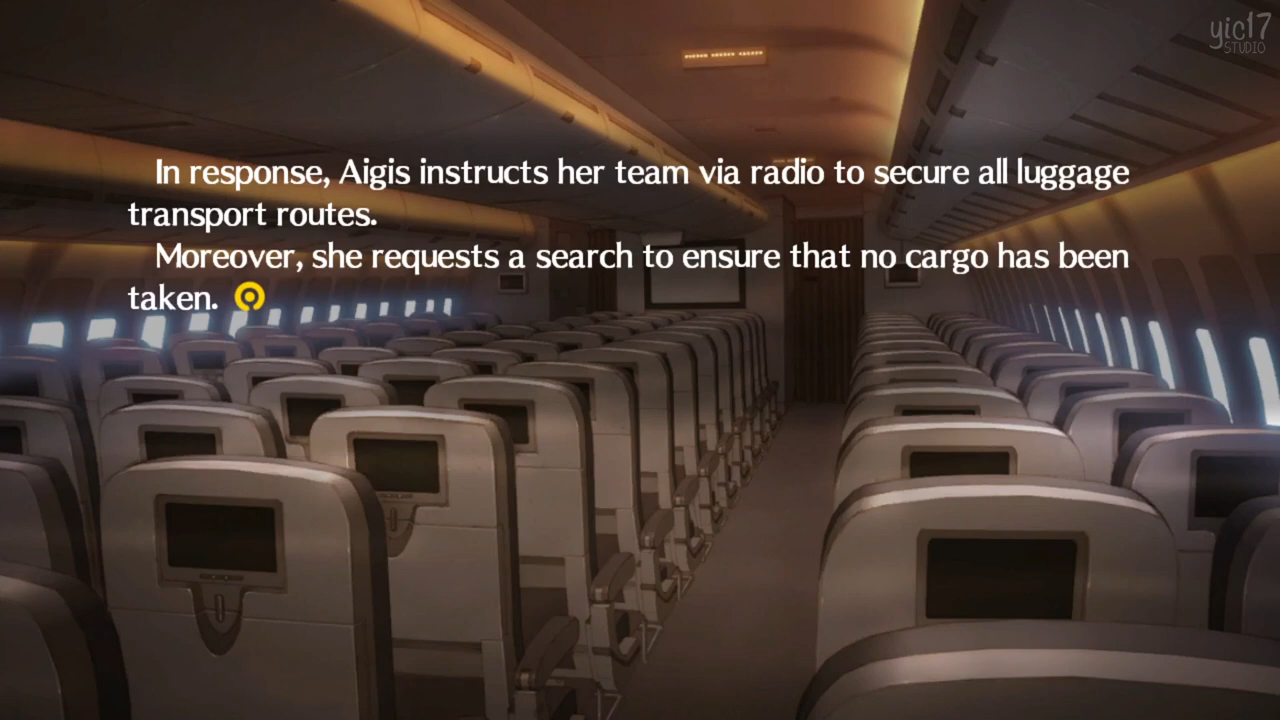 yic17
STUDIO
In response, Aigis instructs her team via radio to secure all luggage
transport routes.
Moreover, she requests a search to ensure that no cargo has been
taken.